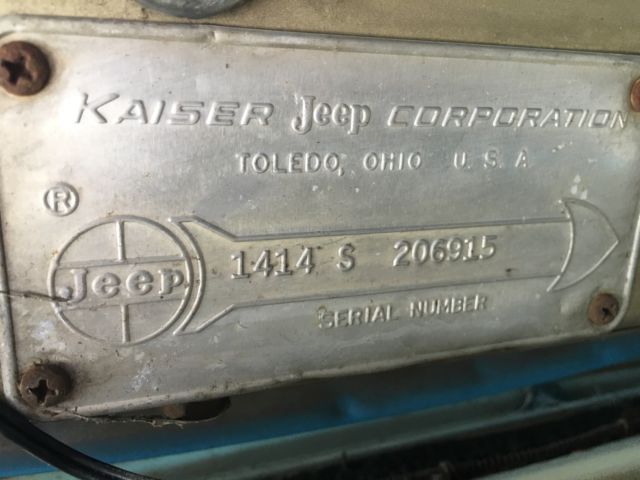 KAISER Jeep CORPORATION
TOLEDO, OHIO U. S. A
®
Jeep 1414 S 206915
SERIAL NUMBER